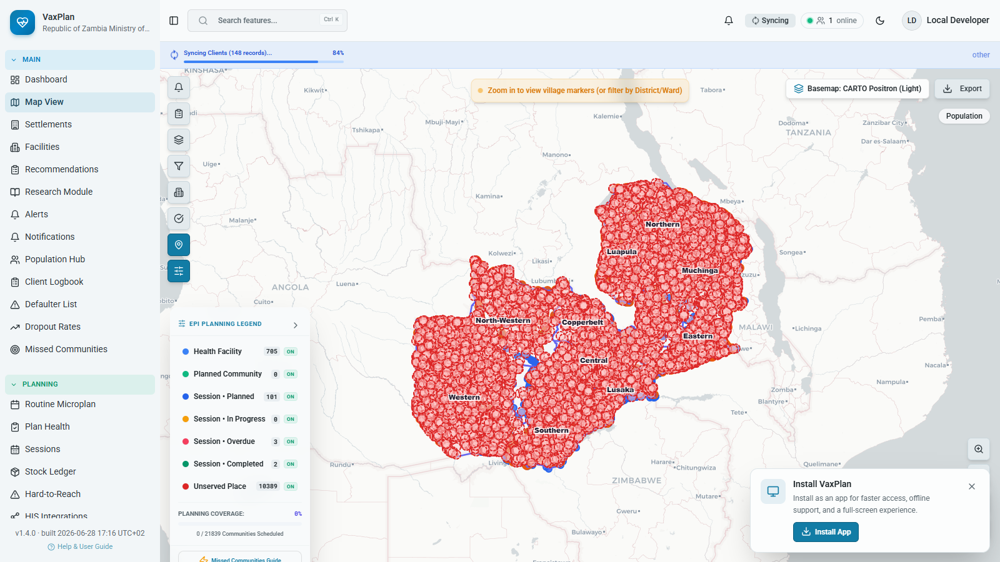 VaxPlan
Republic of Zambia Ministry of...
MAIN
Dashboard
Map View
Settlements
Facilities
Recommendations
Research Module
Alerts
Notifications
Population Hub
Client Logbook
Defaulter List
Dropout Rates
Missed Communities
PLANNING
Routine Microplan
Plan Health
Sessions
Stock Ledger
Hard-to-Reach
HIS Integrations
v1.4.0 · built 2026-06-28 17:16 UTC+02
Help & User Guide
Search features...
Ctrl K
Syncing
1 online
LD
Local Developer
Syncing Clients (148 records)...
84%
other
Zoom in to view village markers (or filter by District/Ward)
Basemap: CARTO Positron (Light)
Export
Population
KINSHASA
Kikwit
Tshikapa
Mbuji-Mayi
Kalemie
Tabora
Dodoma
TANZANIA
Zanzibar City
Dar es-Salaam
Manono
Uíge
Kamina
Mbeya
Malanje
Northern
Kolwezi
Likasi
Luapula
Songea
Muchinga
zuzu
Luena
ANGOLA
Cuito
North-Western
Copperbelt
MALAWI
Lichinga
Pemba
Eastern
Central
Nacala
Lusaka
Western
Zomba
Nampula
Blantyre
Tete
Southern
Rundu
Living
Harare
Chitungwiza
Quelimane
ZIMBABWE
Mutare
Gweru
Bulawayo
EPI PLANNING LEGEND
Health Facility 705 ON
Planned Community 0 ON
Session • Planned 101 ON
Session • In Progress 0 ON
Session • Overdue 3 ON
Session • Completed 2 ON
Unserved Place 10389 ON
PLANNING COVERAGE: 0%
0 / 21839 Communities Scheduled
Missed Communities Guide
Install VaxPlan
Install as an app for faster access, offline
support, and a full-screen experience.
Install App